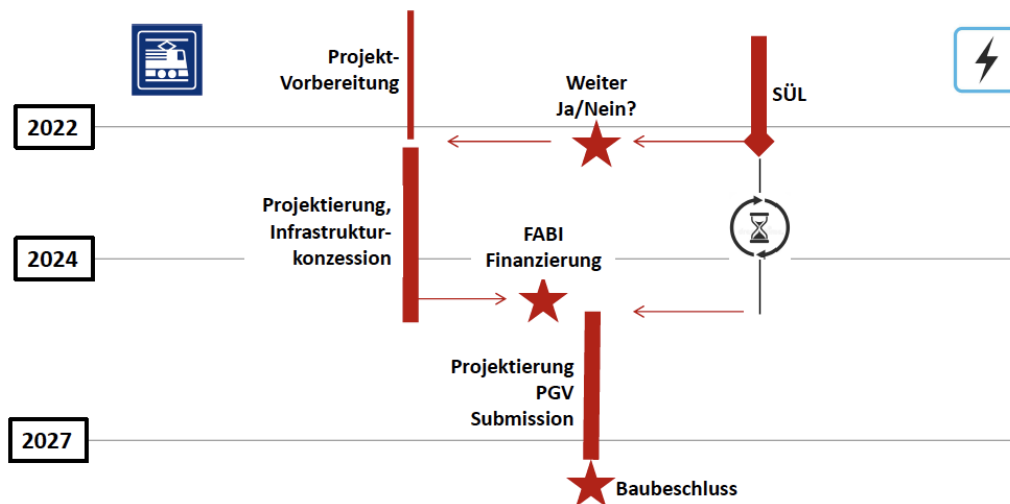 Projekt-
Vorbereitung
Weiter
Ja/Nein?
SÜL
2022
Projektierung,
Infrastruktur-
konzession
FABI
Finanzierung
2024
Projektierung
PGV
Submission
2027
Baubeschluss